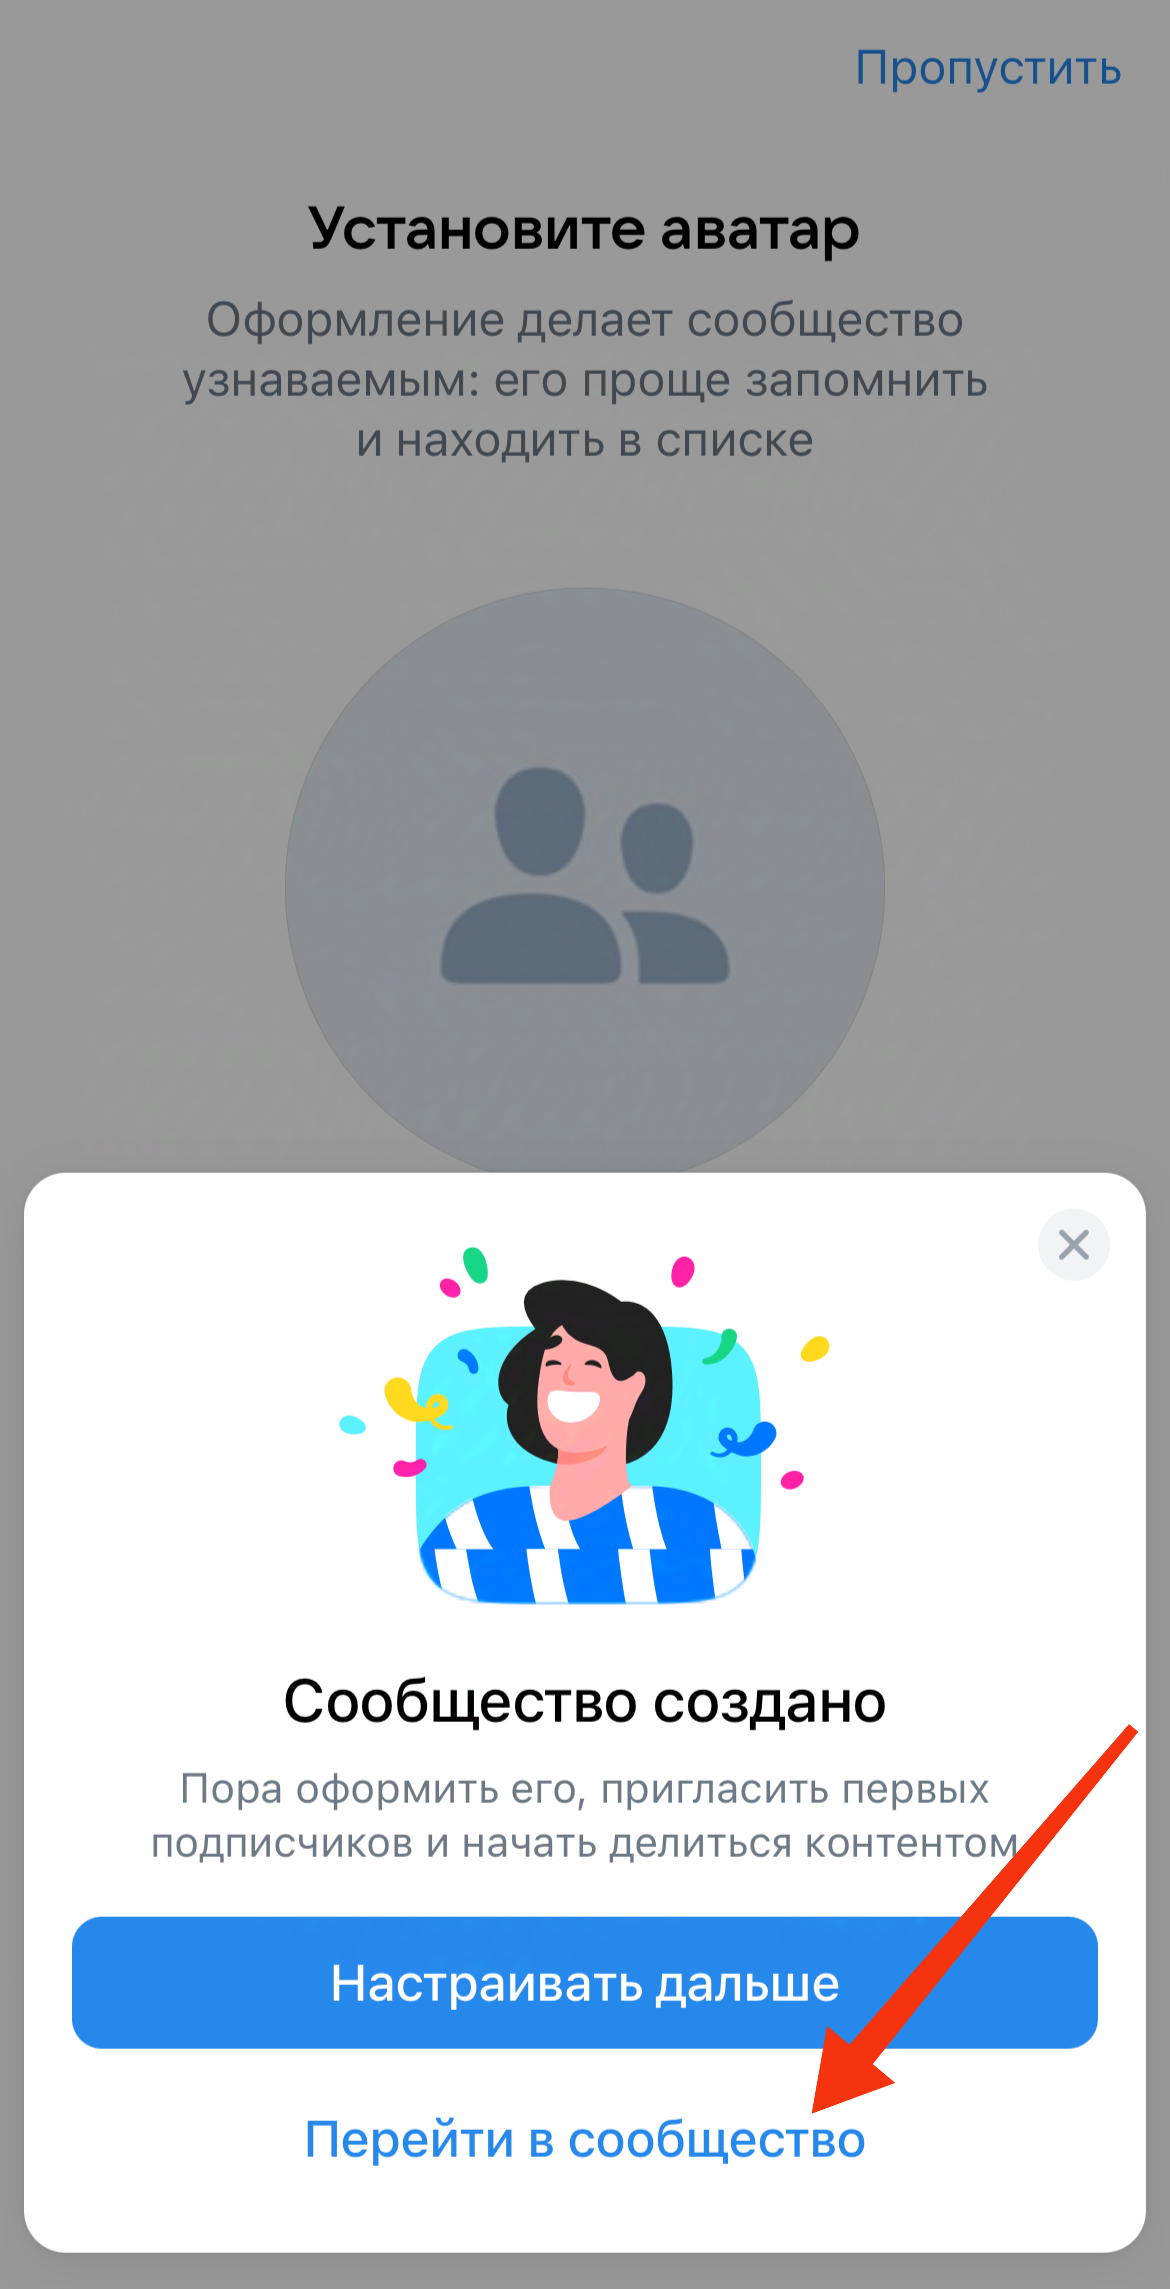 Пропустить
Установите аватар
Оформление делает сообщество
узнаваемым: его проще запомнить
и находить в списке
Сообщество создано
Пора оформить его, пригласить первых
подписчиков и начать делиться контентом
Настраивать дальше
Перейти в сообщество